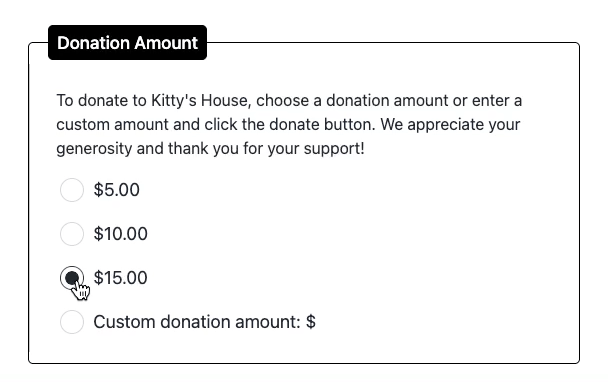 Donation Amount
To donate to Kitty's House, choose a donation amount or enter a
custom amount and click the donate button. We appreciate your
generosity and thank you for your support!
$5.00
$10.00
$15.00
Custom donation amount: $